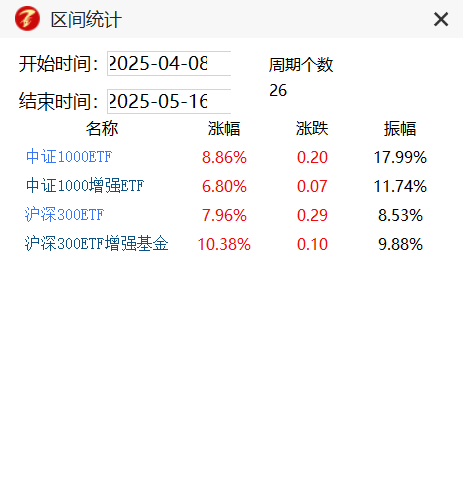 区间统计
开始时间: 2025-04-08 周期个数
26
结束时间: 2025-05-16
名称 涨幅 涨跌 振幅
中证1000ETF 8.86% 0.20 17.99%
中证1000增强ETF 6.80% 0.07 11.74%
沪深300ETF 7.96% 0.29 8.53%
沪深300ETF增强基金 10.38% 0.10 9.88%